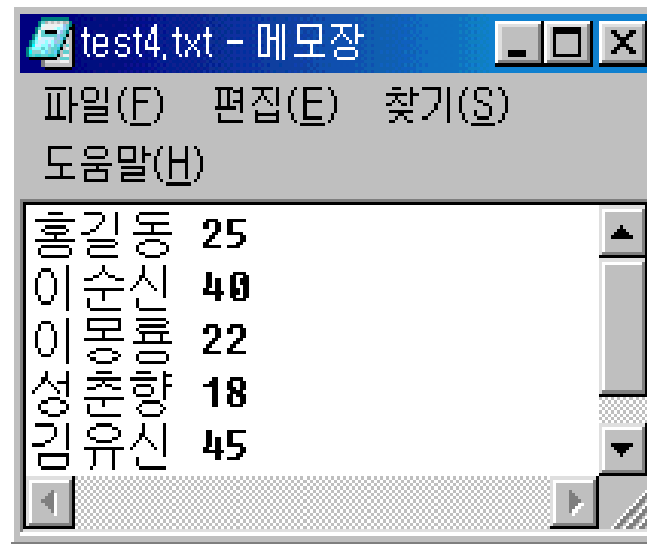 test4.txt - 메모장
파일(F) 편집(E) 찾기(S)
도움말(H)
홍길동 25
이순신 40
이몽룡 22
성춘향 18
김유신 45